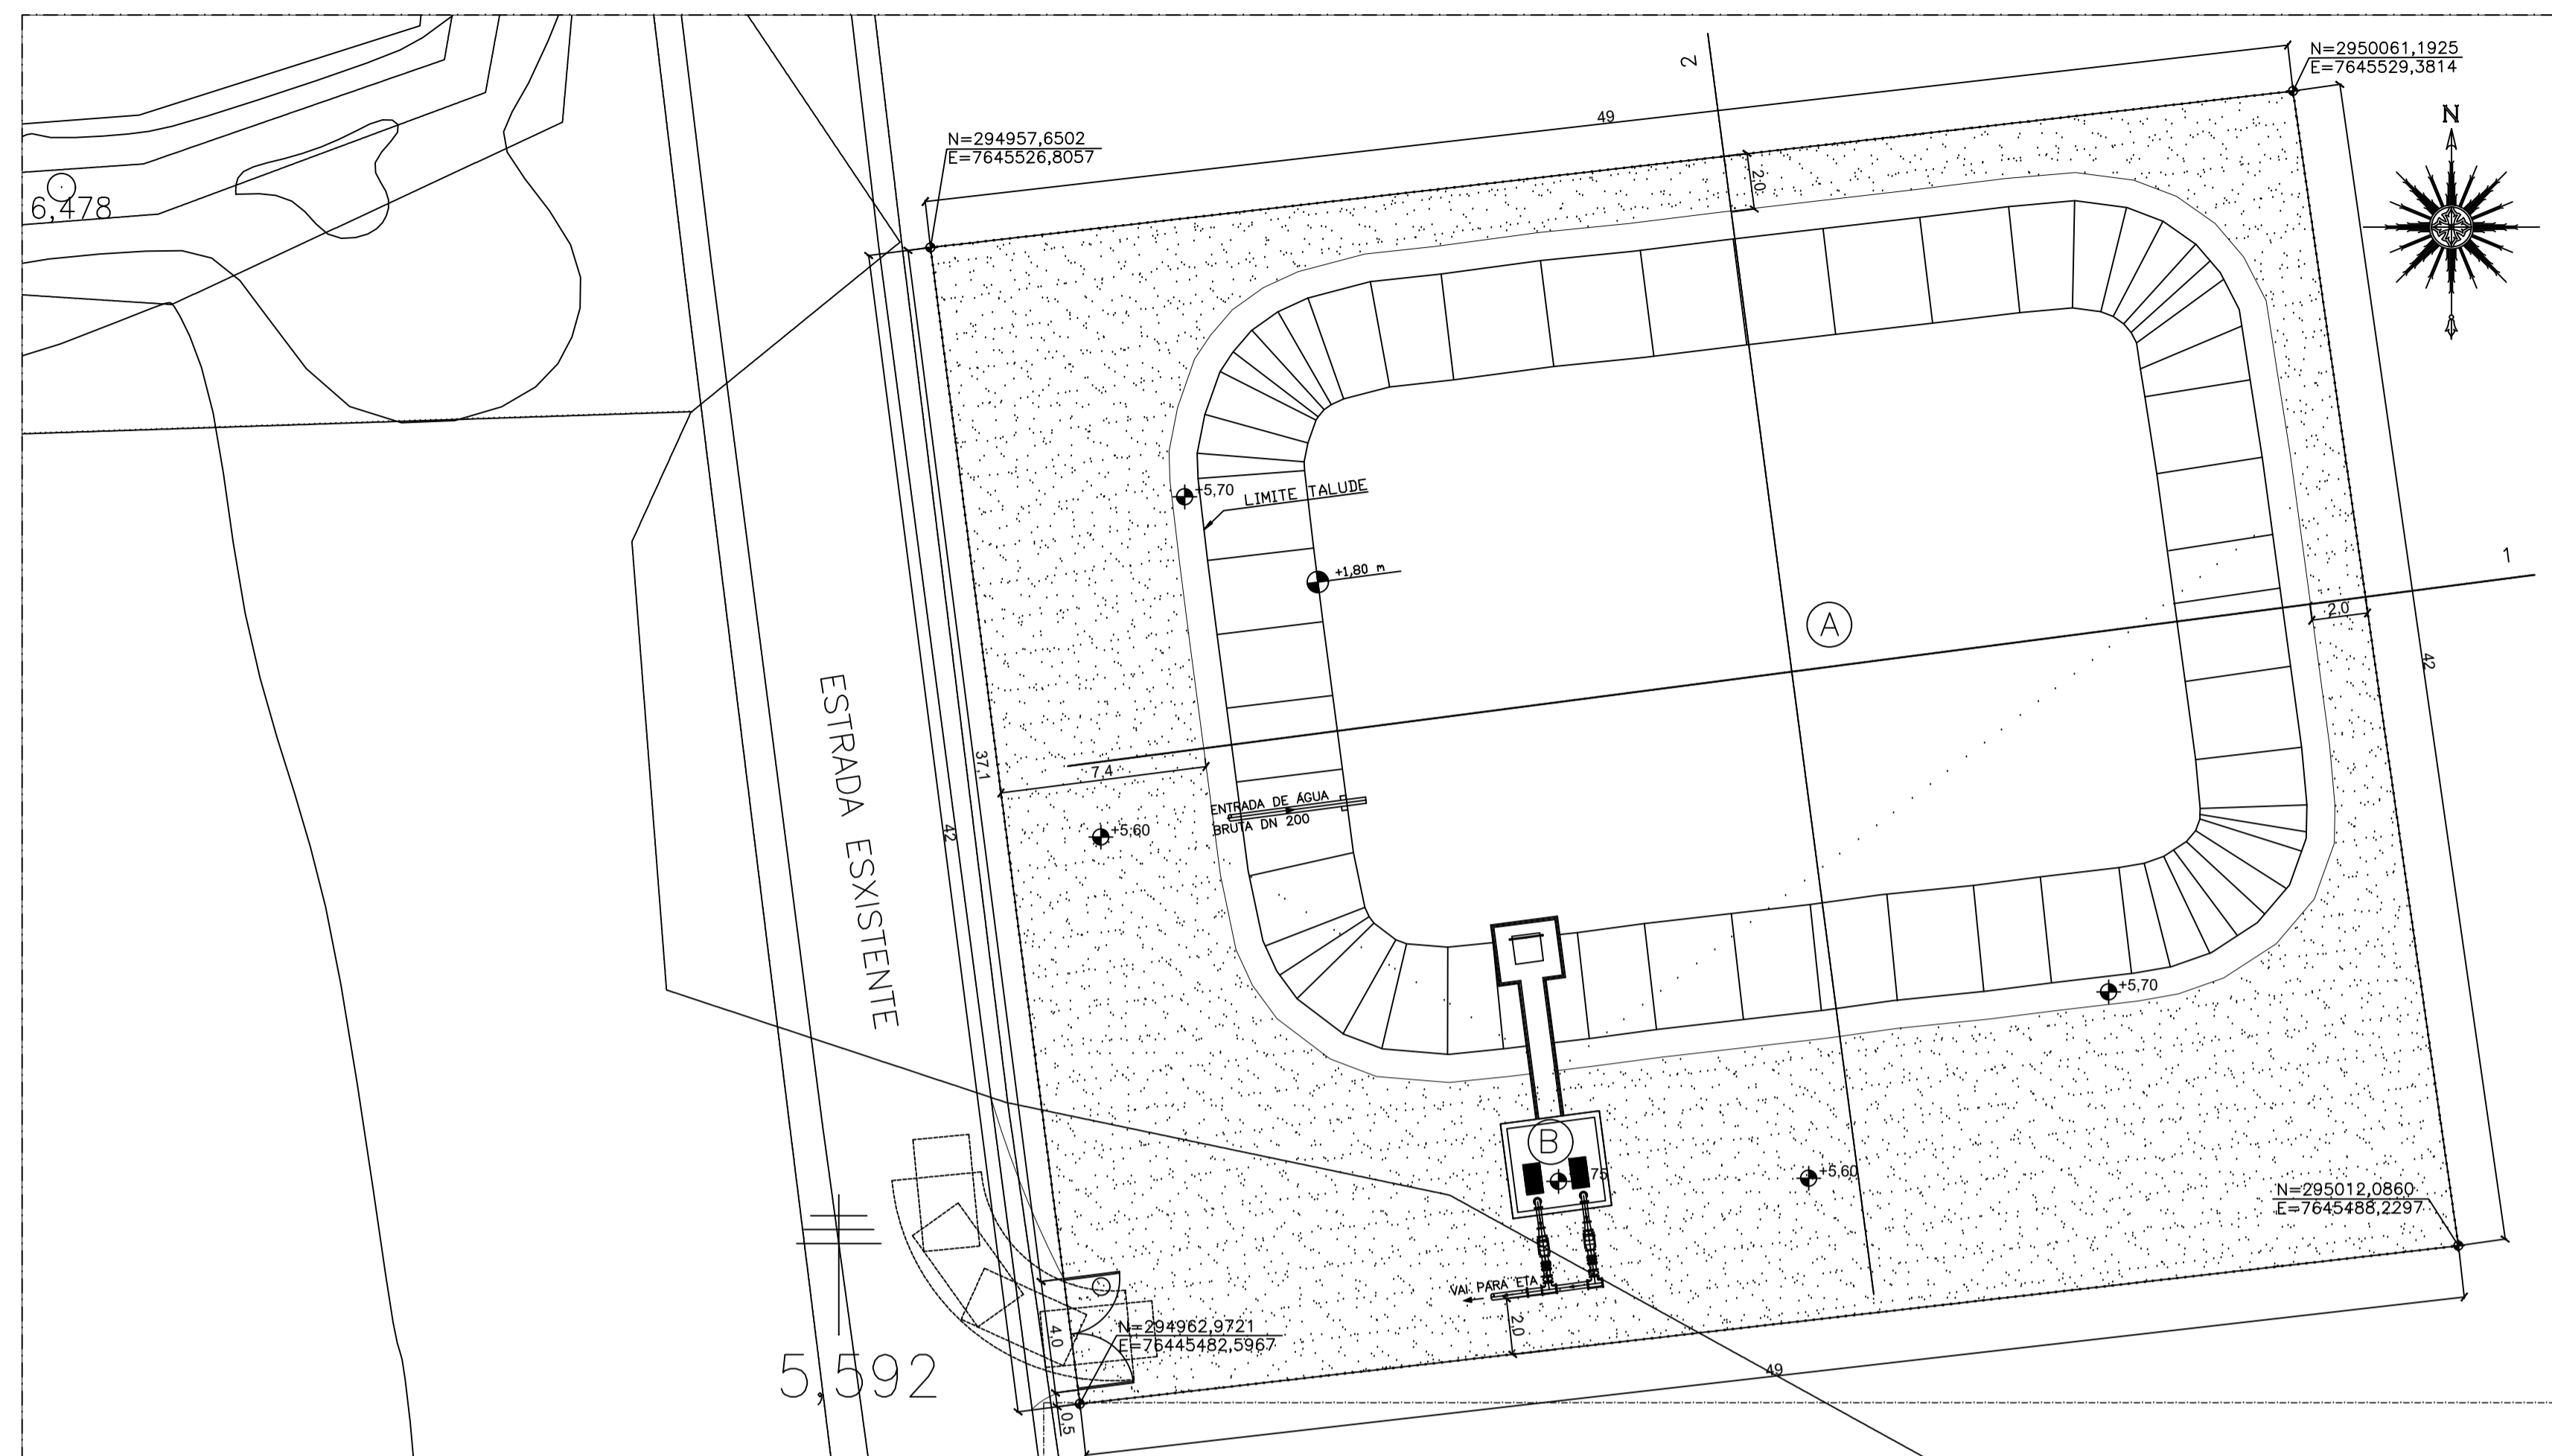 N=2950061,1925
E=7645529,3814
2
49
N
N=294957,6502
E=7645526,8057
2.0
6,478
+5,70
LIMITE TALUDE
+1,80 m
1
A
2.0
42
ESTRADA ESXISTENTE
37,1
7,4
42
ENTRADA DE ÁGUA
BRUTA DN 200
+5,60
+5,70
B
75
+5,60
N=295012,0860
E=7645488,2297
VAI PARA ETA
2,0
4.0
N=294962,9721
E=76445482,5967
5,592
49
0,5